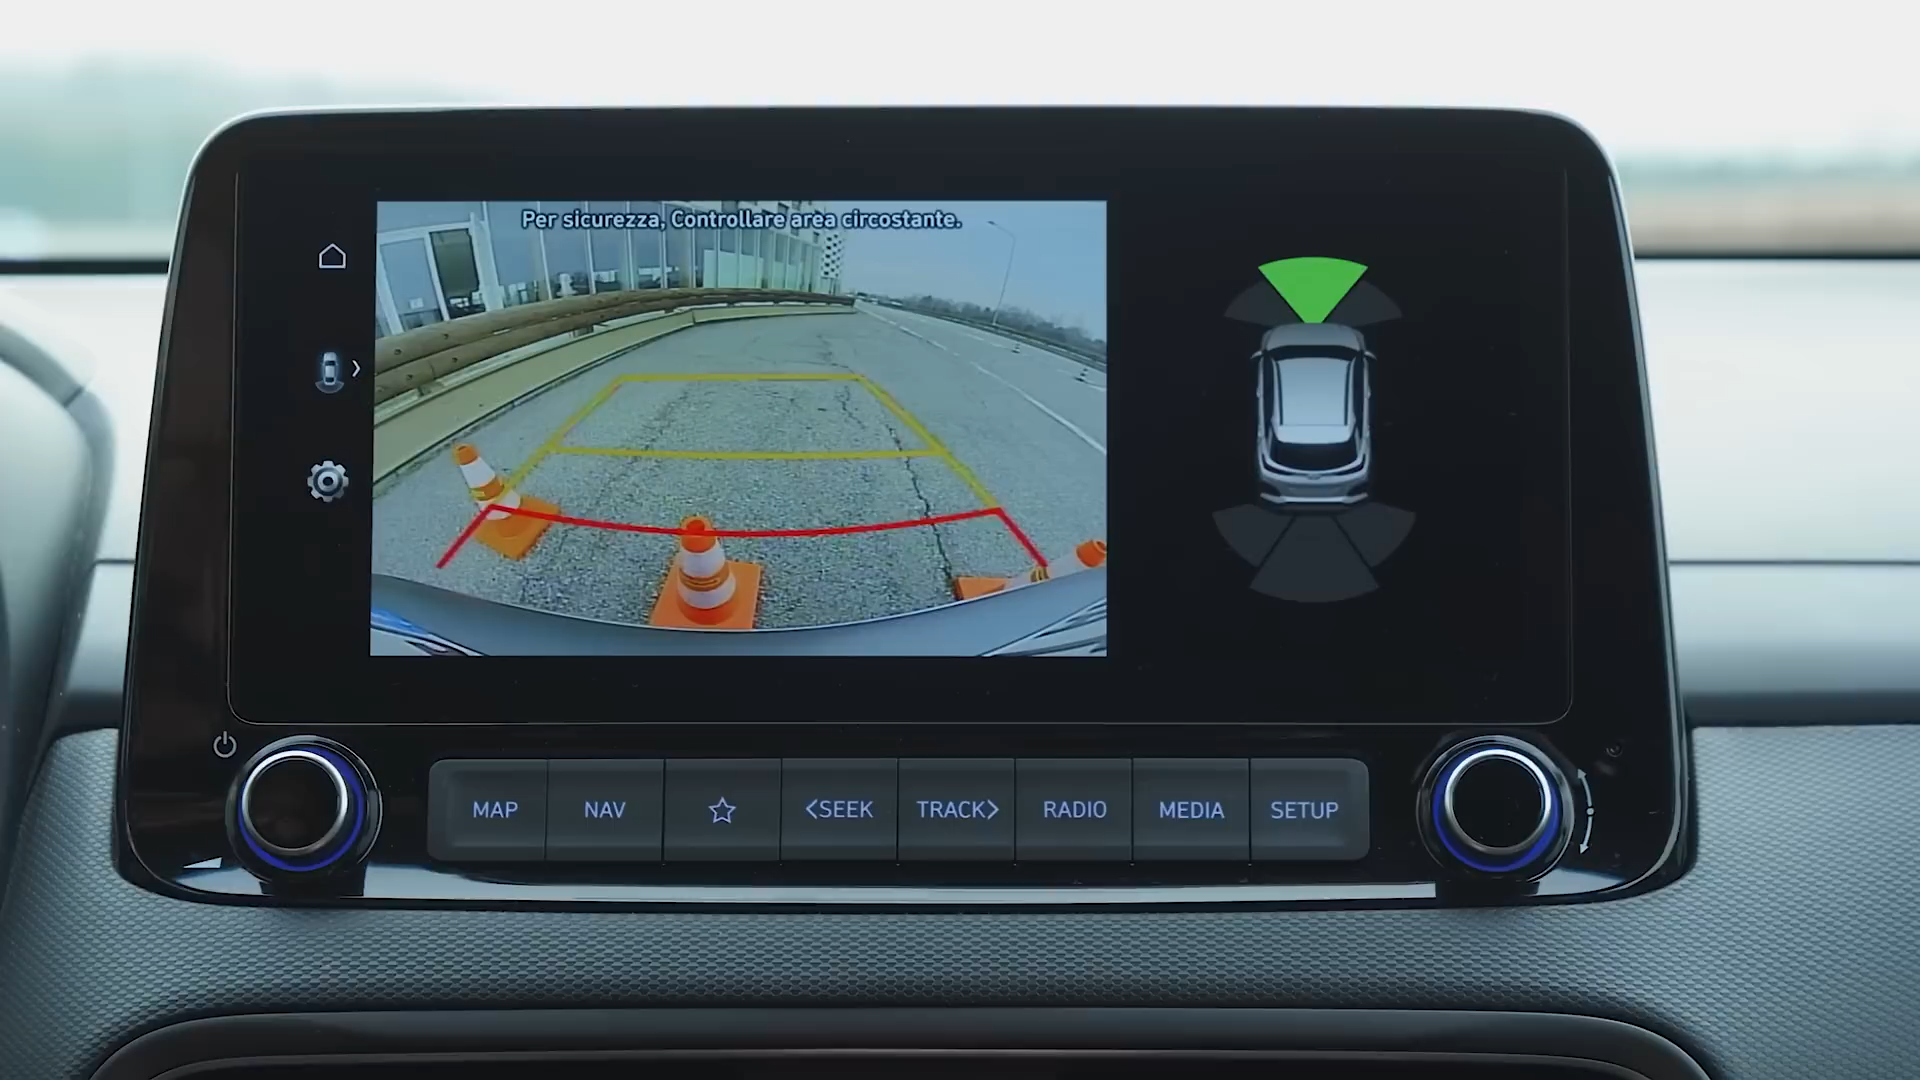 Per sicurezza, Controllare area circostante.
MAP
NAV
<SEEK
TRACK>
RADIO
MEDIA
SETUP